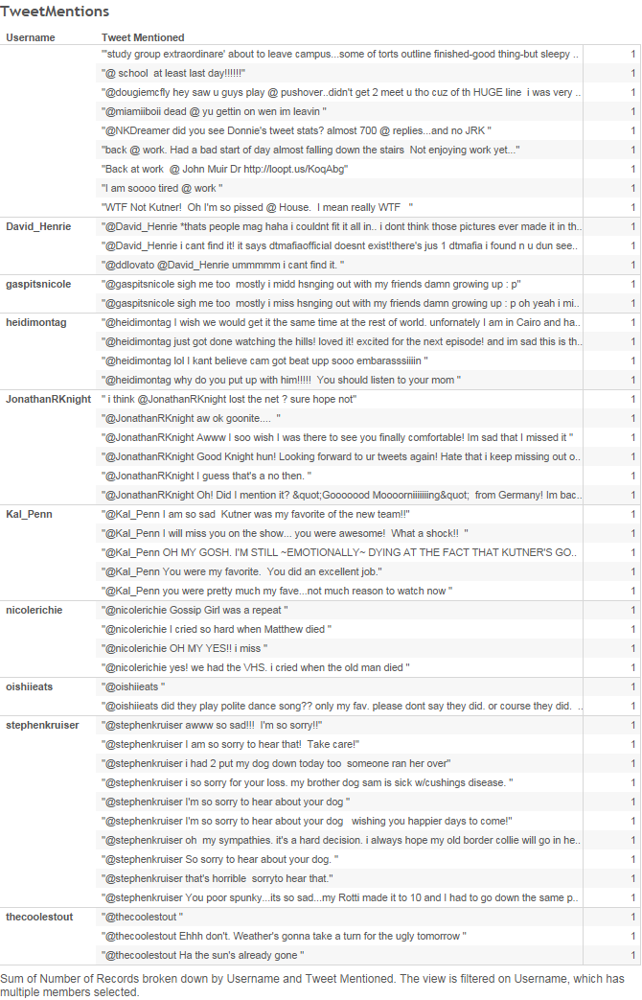 TweetMentions
Username Tweet Mentioned
"'study group extraordinare' about to leave campus...some of torts outline finished-good thing-but sleepy .. 1
"@ school at least last day!!!!!!" 1
"@dougiemcfly hey saw u guys play @ pushover..didn't get 2 meet u tho cuz of th HUGE line i was very .. 1
"@miamiiboii dead @ yu gettin on wen im leavin " 1
"@NKDreamer did you see Donnie's tweet stats? almost 700 @ replies...and no JRK " 1
"back @ work. Had a bad start of day almost falling down the stairs Not enjoying work yet..." 1
"Back at work @ John Muir Dr http://loopt.us/KoqAbg" 1
"I am soooo tired @ work " 1
"WTF Not Kutner! Oh I'm so pissed @ House. I mean really WTF " 1
David_Henrie "@David_Henrie *thats people mag haha i couldnt fit it all in.. i dont think those pictures ever made it in th.. 1
"@David_Henrie i cant find it! it says dtmafiaofficial doesnt exist!there's jus 1 dtmafia i found n u dun see.. 1
"@ddlovato @David_Henrie ummmmm i cant find it. " 1
gaspitsnicole "@gaspitsnicole sigh me too mostly i midd hsnging out with my friends damn growing up : p" 1
"@gaspitsnicole sigh me too mostly i miss hsngting out with my friends damn growing up : p oh yeah i mi.. 1
heidimontag "@heidimontag I wish we would get it the same time at the rest of world. unfornately I am in Cairo and ha.. 1
"@heidimontag just got done watching the hills! loved it! excited for the next episode! and im sad this is th.. 1
"@heidimontag lol I kant believe cam got beat upp sooo embarasssiiiin " 1
"@heidimontag why do you put up with him!!!!! You should listen to your mom " 1
JonathanRKnight " i think @JonathanRKnight lost the net ? sure hope not" 1
"@JonathanRKnight aw ok goonite.... " 1
"@JonathanRKnight Awww I soo wish I was there to see you finally comfortable! Im sad that I missed it " 1
"@JonathanRKnight Good Knight hun! Looking forward to ur tweets again! Hate that i keep missing out o.. 1
"@JonathanRKnight I guess that's a no then. " 1
"@JonathanRKnight Oh! Did I mention it? &quot;Gooooood Moooorniiiiiiing&quot; from Germany! Im bac.. 1
Kal_Penn "@Kal_Penn I am so sad Kutner was my favorite of the new team!!" 1
"@Kal_Penn I will miss you on the show... you were awesome! What a shock!! " 1
"@Kal_Penn OH MY GOSH. I'M STILL ~EMOTIONALLY~ DYING AT THE FACT THAT KUTNER'S GO.. 1
"@Kal_Penn You were my favorite. You did an excellent job." 1
"@Kal_Penn you were pretty much my fave...not much reason to watch now " 1
nicolerichie "@nicolerichie Gossip Girl was a repeat " 1
"@nicolerichie I cried so hard when Matthew died " 1
"@nicolerichie OH MY YES!! i miss " 1
"@nicolerichie yes! we had the VHS. i cried when the old man died " 1
oishiieats "@oishiieats " 1
"@oishiieats did they play polite dance song?? only my fav. please dont say they did. or course they did. .. 1
stephenkruiser "@stephenkruiser awww so sad!!! I'm so sorry!!" 1
"@stephenkruiser I am so sorry to hear that! Take care!" 1
"@stephenkruiser i had 2 put my dog down today too someone ran her over" 1
"@stephenkruiser i so sorry for your loss. my brother dog sam is sick w/cushings disease. " 1
"@stephenkruiser I'm so sorry to hear about your dog " 1
"@stephenkruiser I'm so sorry to hear about your dog wishing you happier days to come!" 1
"@stephenkruiser oh my sympathies. it's a hard decision. i always hope my old border collie will go in he.. 1
"@stephenkruiser So sorry to hear about your dog. " 1
"@stephenkruiser that's horrible sorryto hear that." 1
"@stephenkruiser You poor spunky...its so sad...my Rotti made it to 10 and I had to go down the same p.. 1
thecoolestout "@thecoolestout " 1
"@thecoolestout Ehhh don't. Weather's gonna take a turn for the ugly tomorrow " 1
"@thecoolestout Ha the sun's already gone " 1
Sum of Number of Records broken down by Username and Tweet Mentioned. The view is filtered on Username, which has
multiple members selected.